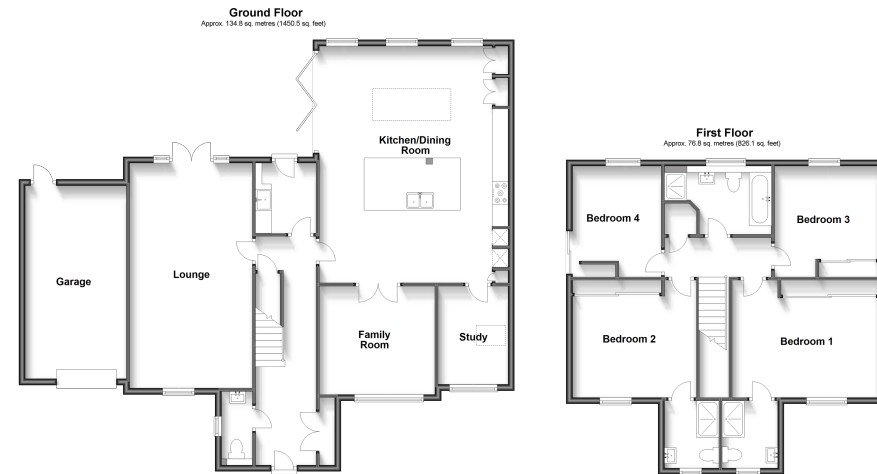 Ground Floor
Approx. 134.8 sq. metres (1450.5 sq. feet)
Kitchen/Dining
Room
Garage
Lounge
Family
Room
Study
First Floor
Approx. 76.8 sq. metres (826.1 sq. feet)
Bedroom 4
Bedroom 3
Bedroom 2
Bedroom 1